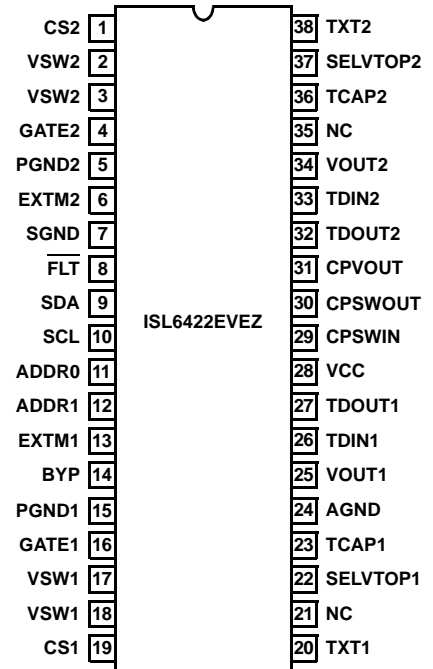 CS2 1 38 TXT2
VSW2 2 37 SELVTOP2
VSW2 3 36 TCAP2
GATE2 4 35 NC
PGND2 5 34 VOUT2
EXTM2 6 33 TDIN2
SGND 7 32 TDOUT2
FLT 8 31 CPVOUT
SDA 9 30 CPSWOUT
ISL6422EVEZ
SCL 10 29 CPSWIN
ADDR0 11 28 VCC
ADDR1 12 27 TDOUT1
EXTM1 13 26 TDIN1
BYP 14 25 VOUT1
PGND1 15 24 AGND
GATE1 16 23 TCAP1
VSW1 17 22 SELVTOP1
VSW1 18 21 NC
CS1 19 20 TXT1